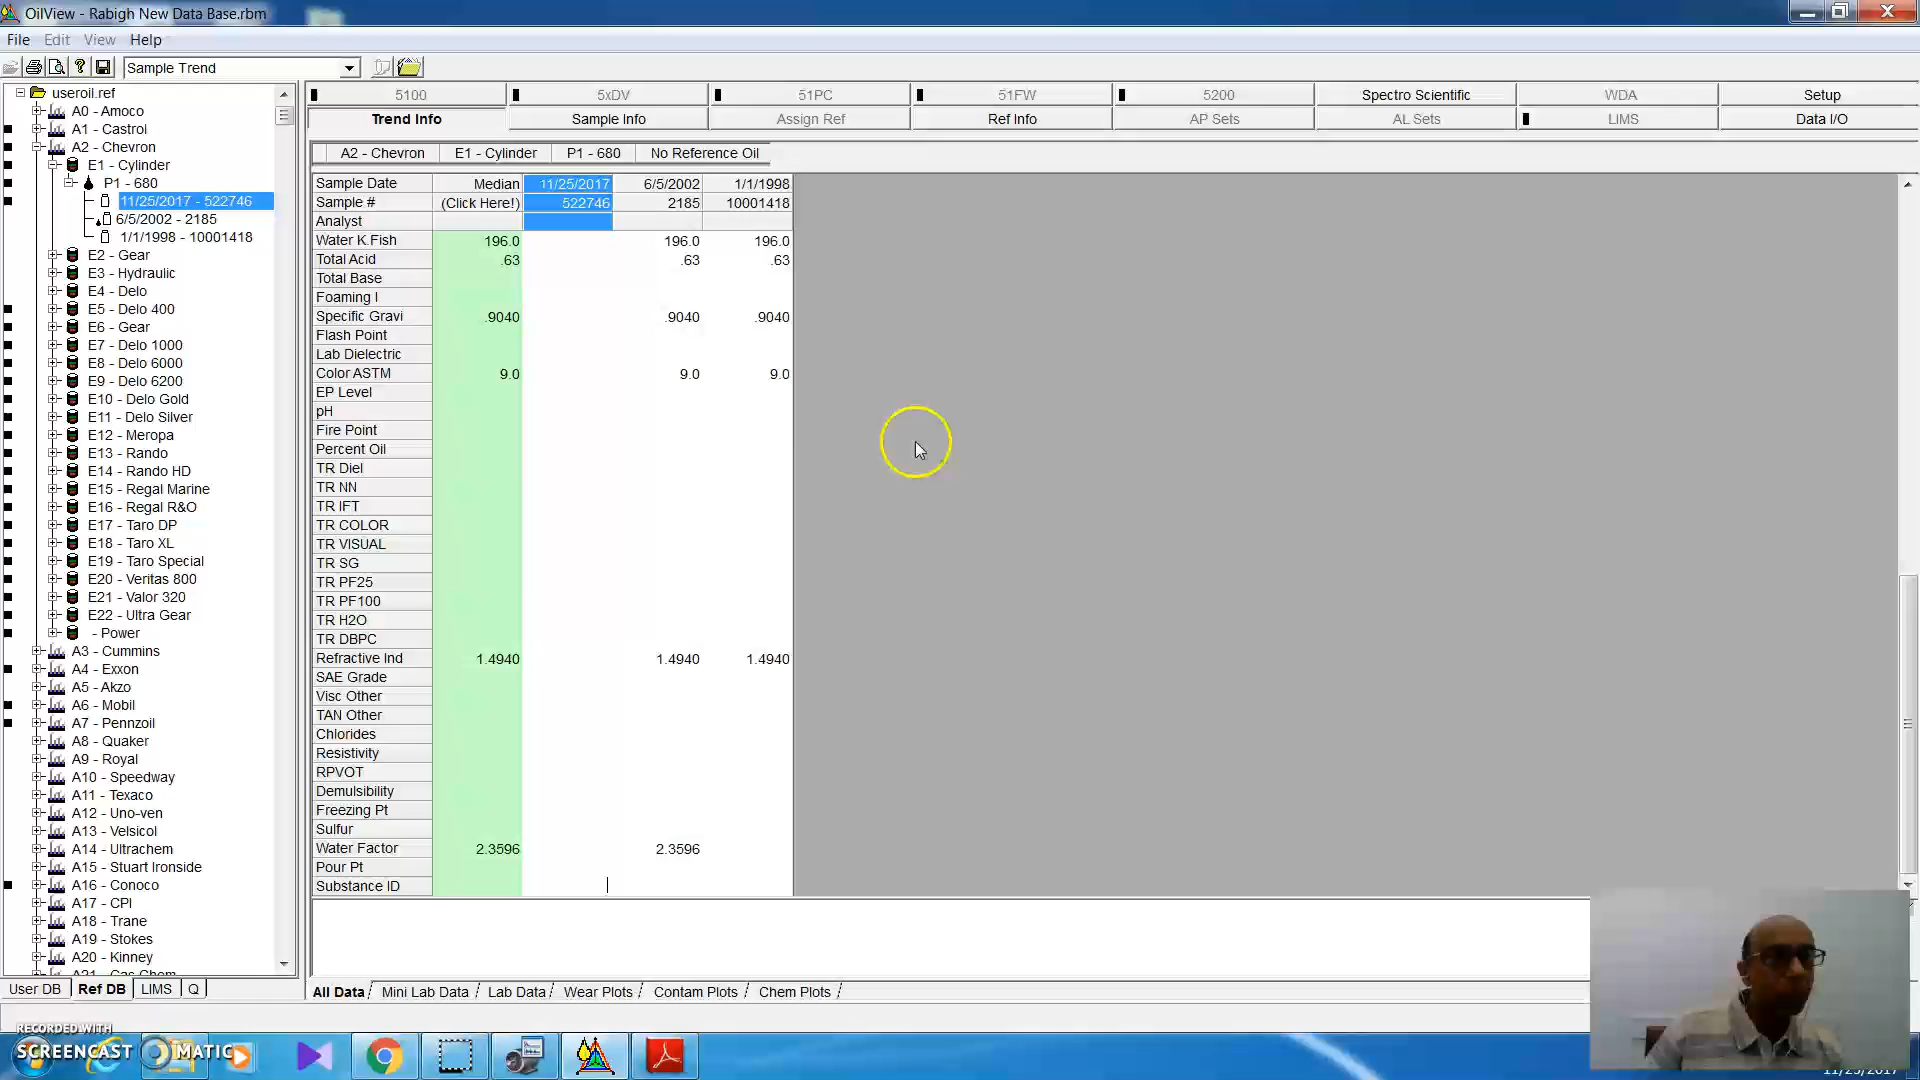 OilView - Rabigh New Data Base.rbm
File Edit View Help
Sample Trend
useroil.ref
A0 - Amoco
A1 - Castrol
A2 - Chevron
E1 - Cylinder
P1 - 680
11/25/2017 - 522746
6/5/2002 - 2185
1/1/1998 - 10001418
E2 - Gear
E3 - Hydraulic
E4 - Delo
E5 - Delo 400
E6 - Gear
E7 - Delo 1000
E8 - Delo 6000
E9 - Delo 6200
E10 - Delo Gold
E11 - Delo Silver
E12 - Meropa
E13 - Rando
E14 - Rando HD
E15 - Regal Marine
E16 - Regal R&O
E17 - Taro DP
E18 - Taro XL
E19 - Taro Special
E20 - Veritas 800
E21 - Valor 320
E22 - Ultra Gear
- Power
A3 - Cummins
A4 - Exxon
A5 - Akzo
A6 - Mobil
A7 - Pennzoil
A8 - Quaker
A9 - Royal
A10 - Speedway
A11 - Texaco
A12 - Uno-ven
A13 - Velsicol
A14 - Ultrachem
A15 - Stuart Ironside
A16 - Conoco
A17 - CPI
A18 - Trane
A19 - Stokes
A20 - Kinney
A21 - Gas Chem
User DB Ref DB LIMS Q
5100 5xDV 51PC 51FW 5200 Spectro Scientific WDA Setup
Trend Info Sample Info Assign Ref Ref Info AP Sets AL Sets LIMS Data I/O
A2 - Chevron E1 - Cylinder P1 - 680 No Reference Oil
Sample Date Median 11/25/2017 6/5/2002 1/1/1998
Sample # (Click Here!) 522746 2185 10001418
Analyst
Water K.Fish 196.0 196.0 196.0
Total Acid .63 .63 .63
Total Base
Foaming I
Specific Gravi .9040 .9040 .9040
Flash Point
Lab Dielectric
Color ASTM 9.0 9.0 9.0
EP Level
pH
Fire Point
Percent Oil
TR Diel
TR NN
TR IFT
TR COLOR
TR VISUAL
TR SG
TR PF25
TR PF100
TR H2O
TR DBPC
Refractive Ind 1.4940 1.4940 1.4940
SAE Grade
Visc Other
TAN Other
Chlorides
Resistivity
RPVOT
Demulsibility
Freezing Pt
Sulfur
Water Factor 2.3596 2.3596
Pour Pt
Substance ID
All Data Mini Lab Data Lab Data Wear Plots Contam Plots Chem Plots
RECORDED WITH
SCREENCAST MATIC
11/25/2017